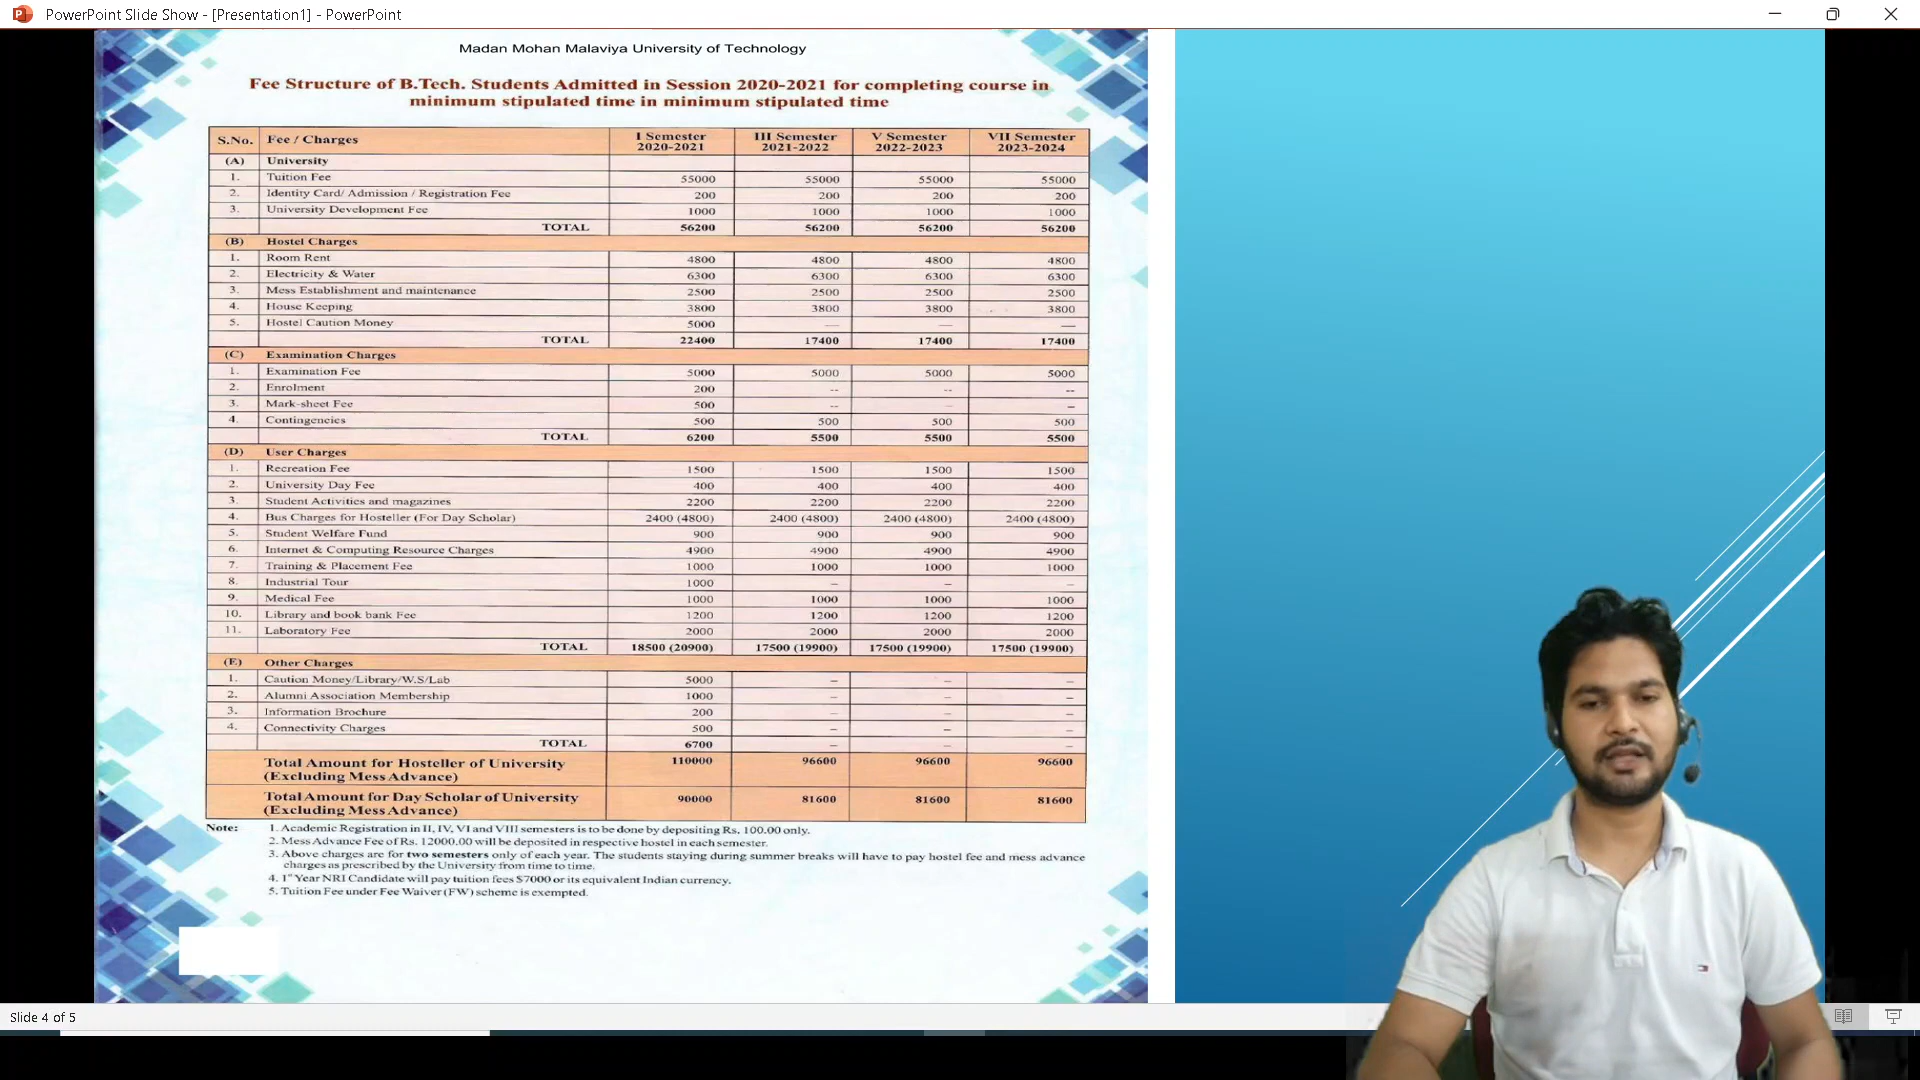 PowerPoint Slide Show - [Presentation1] - PowerPoint
Madan Mohan Malaviya University of Technology
Fee Structure of B.Tech. Students Admitted in Session 2020-2021 for completing course in
minimum stipulated time in minimum stipulated time
S.No. Fee / Charges I Semester 2020-2021 III Semester 2021-2022 V Semester 2022-2023 VII Semester 2023-2024
(A) University
1. Tuition Fee 55000 55000 55000 55000
2. Identity Card/ Admission / Registration Fee 200 200 200 200
3. University Development Fee 1000 1000 1000 1000
TOTAL 56200 56200 56200 56200
(B) Hostel Charges
1. Room Rent 4800 4800 4800 4800
2. Electricity & Water 6300 6300 6300 6300
3. Mess Establishment and maintenance 2500 2500 2500 2500
4. House Keeping 3800 3800 3800 3800
5. Hostel Caution Money 5000 — — —
TOTAL 22400 17400 17400 17400
(C) Examination Charges
1. Examination Fee 5000 5000 5000 5000
2. Enrolment 200 -- -- --
3. Mark-sheet Fee 500 -- – –
4. Contingencies 500 500 500 500
TOTAL 6200 5500 5500 5500
(D) User Charges
1. Recreation Fee 1500 1500 1500 1500
2. University Day Fee 400 400 400 400
3. Student Activities and magazines 2200 2200 2200 2200
4. Bus Charges for Hosteller (For Day Scholar) 2400 (4800) 2400 (4800) 2400 (4800) 2400 (4800)
5. Student Welfare Fund 900 900 900 900
6. Internet & Computing Resource Charges 4900 4900 4900 4900
7. Training & Placement Fee 1000 1000 1000 1000
8. Industrial Tour 1000 – – –
9. Medical Fee 1000 1000 1000 1000
10. Library and book bank Fee 1200 1200 1200 1200
11. Laboratory Fee 2000 2000 2000 2000
TOTAL 18500 (20900) 17500 (19900) 17500 (19900) 17500 (19900)
(E) Other Charges
1. Caution Money/Library/W.S/Lab 5000 – – –
2. Alumni Association Membership 1000 – – –
3. Information Brochure 200 – – –
4. Connectivity Charges 500 – – –
TOTAL 6700 – – –
Total Amount for Hosteller of University 110000 96600 96600 96600
(Excluding Mess Advance)
Total Amount for Day Scholar of University 90000 81600 81600 81600
(Excluding Mess Advance)
Note: 1. Academic Registration in II, IV, VI and VIII semesters is to be done by depositing Rs. 100.00 only.
2. Mess Advance Fee of Rs. 12000.00 will be deposited in respective hostel in each semester.
3. Above charges are for two semesters only of each year. The students staying during summer breaks will have to pay hostel fee and mess advance
charges as prescribed by the University from time to time.
4. 1st Year NRI Candidate will pay tuition fees $7000 or its equivalent Indian currency.
5. Tuition Fee under Fee Waiver (FW) scheme is exempted.
Slide 4 of 5